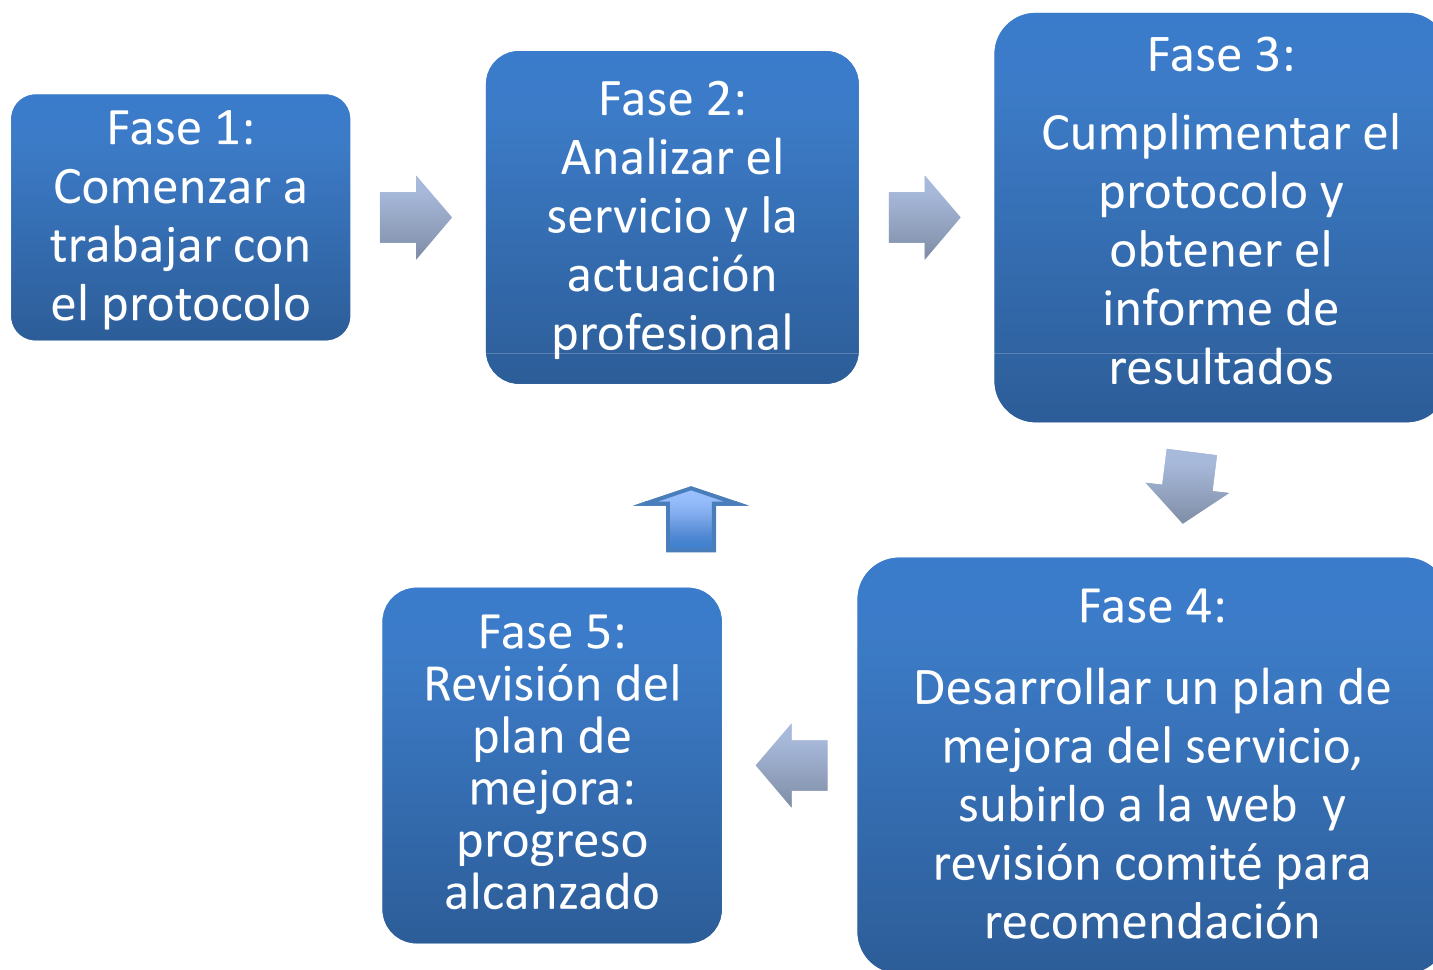 Fase 1:
Comenzar a
trabajar con
el protocolo
Fase 2:
Analizar el
servicio y la
actuación
profesional
Fase 3:
Cumplimentar el
protocolo y
obtener el
informe de
resultados
Fase 4:
Desarrollar un plan de
mejora del servicio,
subirlo a la web y
revisión comité para
recomendación
Fase 5:
Revisión del
plan de
mejora:
progreso
alcanzado